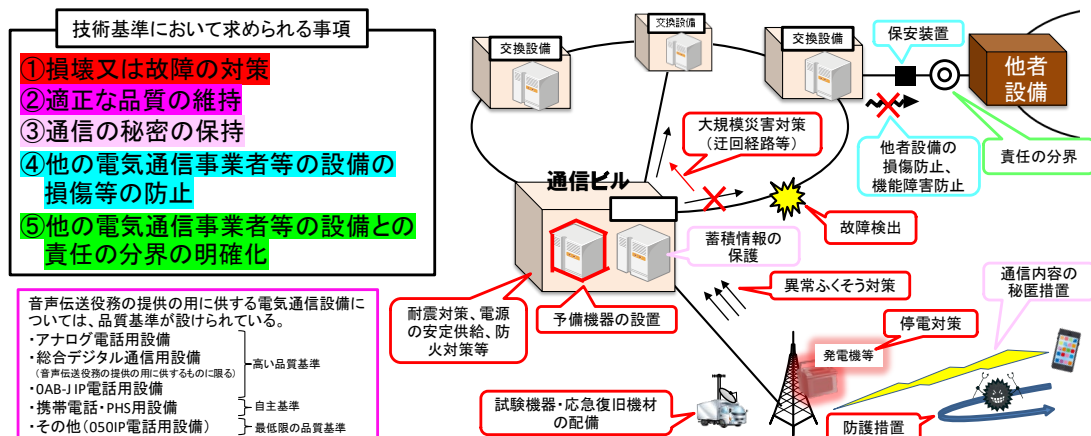 技術基準において求められる事項
①損壊又は故障の対策
②適正な品質の維持
③通信の秘密の保持
④他の電気通信事業者等の設備の
損傷等の防止
⑤他の電気通信事業者等の設備との
責任の分界の明確化
音声伝送役務の提供の用に供する電気通信設備
については、品質基準が設けられている。
・アナログ電話用設備
・総合デジタル通信用設備
(音声伝送役務の提供の用に供するものに限る)
・0AB-J IP電話用設備
・携帯電話・PHS用設備
・その他(050IP電話用設備)
高い品質基準
自主基準
最低限の品質基準
交換設備
交換設備
交換設備
保安装置
他者
設備
大規模災害対策
(迂回経路等)
他者設備の
損傷防止、
機能障害防止
責任の分界
通信ビル
故障検出
蓄積情報の
保護
耐震対策、電源
の安定供給、防
火対策等
予備機器の設置
異常ふくそう対策
通信内容の
秘匿措置
停電対策
発電機等
試験機器・応急復旧機材
の配備
防護措置